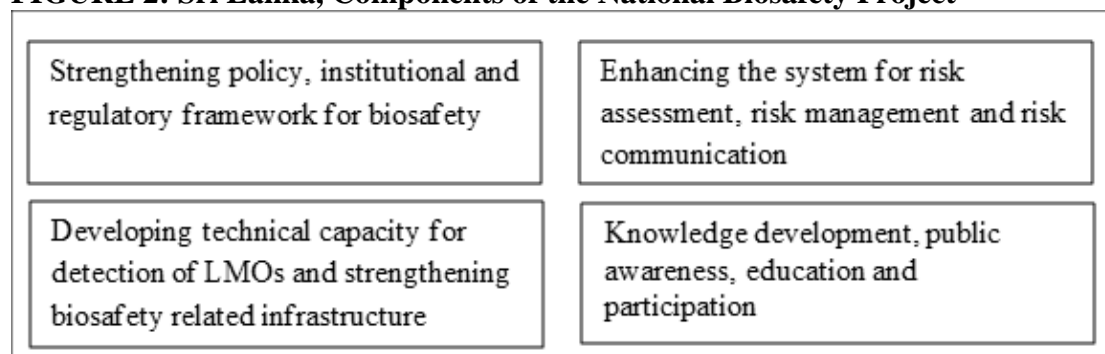 FIGURE 2: Sri Lanka, Components of the National Biosafety Project
Strengthening policy, institutional and
regulatory framework for biosafety
Enhancing the system for risk
assessment, risk management and risk
communication
Developing technical capacity for
detection of LMOs and strengthening
biosafety related infrastructure
Knowledge development, public
awareness, education and
participation